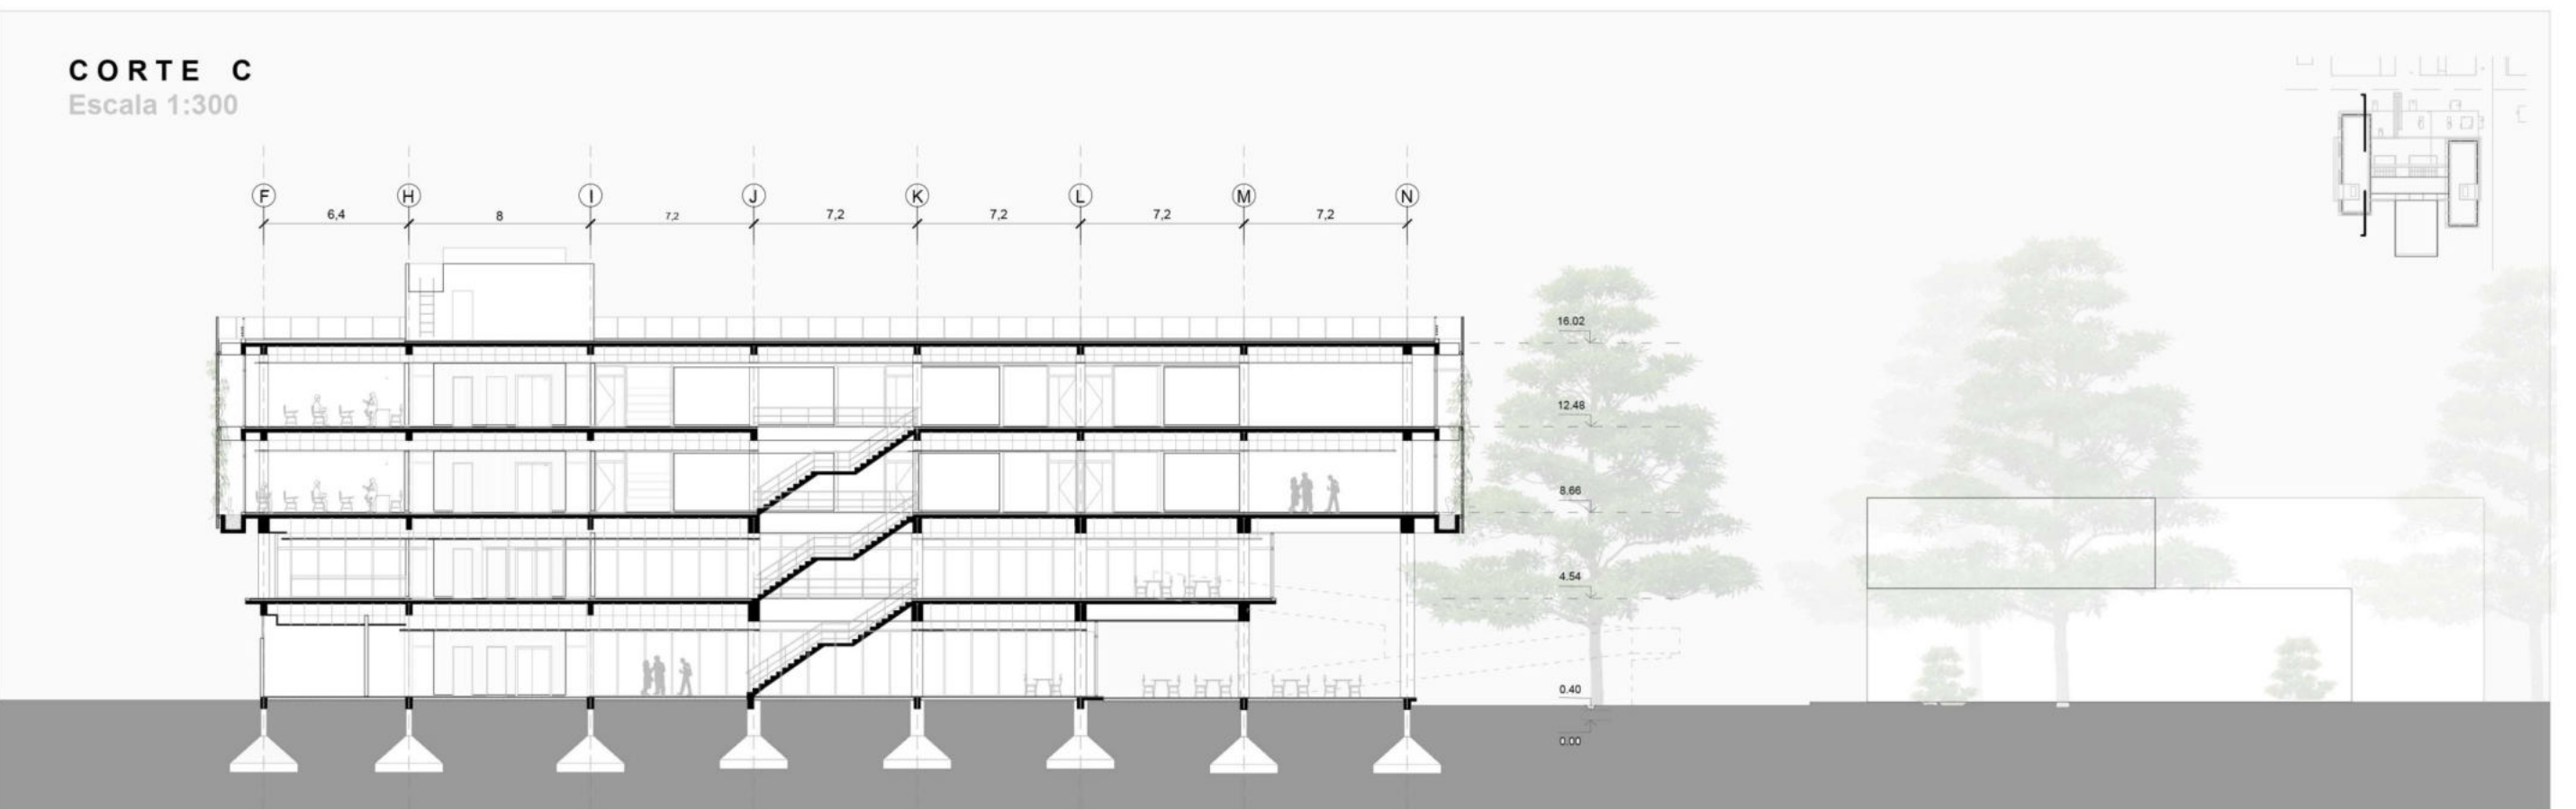 CORTE C
Escala 1:300
F H I J K L M N
6,4 8 7,2 7,2 7,2 7,2 7,2
16.02
12.48
8.66
4.54
0.40
0.00